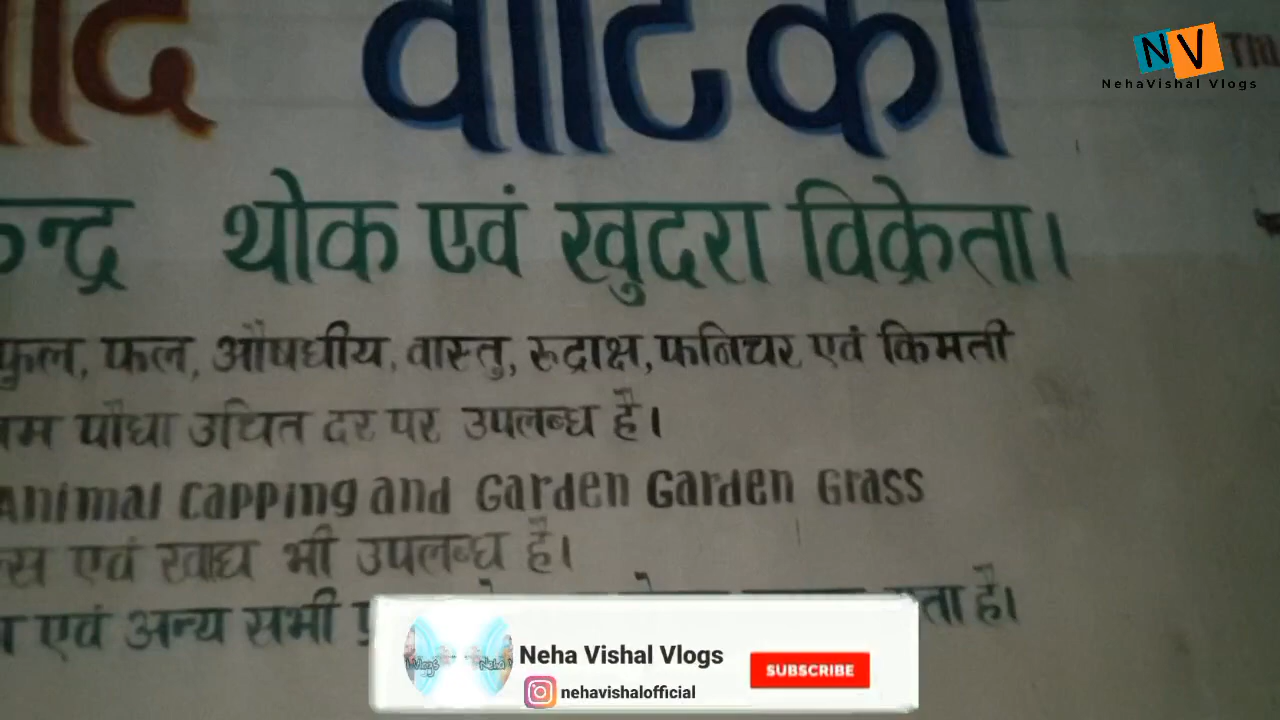 वाटिका
NV
NehaVishal Vlogs
न्द्र थोक एवं खुदरा विक्रेता।
फुल, फल, औषधीय, वास्तु, रुद्राक्ष, फनिचर एवं किमती
पौधा उचित दर पर उपलब्ध है।
Animal Capping and Garden Garden Grass
एवं खाद्य भी उपलब्ध है।
एवं अन्य सभी
है।
Neha Vishal Vlogs
SUBSCRIBE
nehavishalofficial